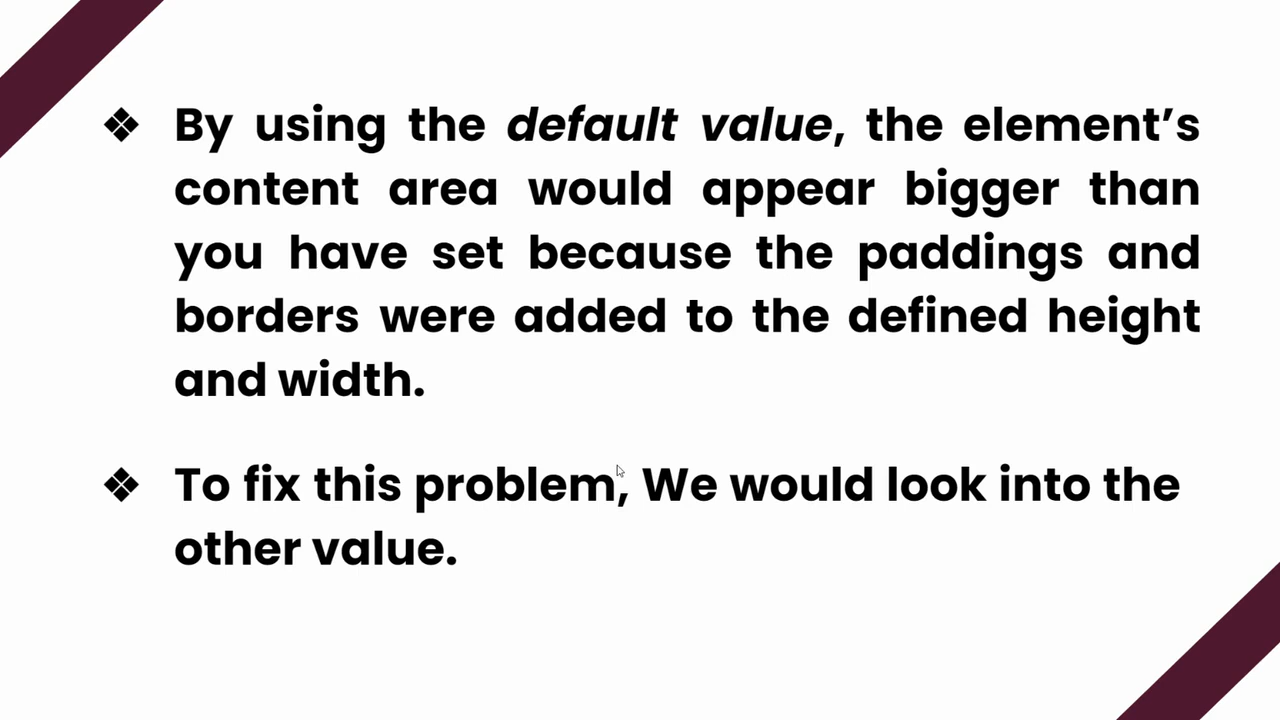 ❖ By using the default value, the element’s
content area would appear bigger than
you have set because the paddings and
borders were added to the defined height
and width.
❖ To fix this problem, We would look into the
other value.